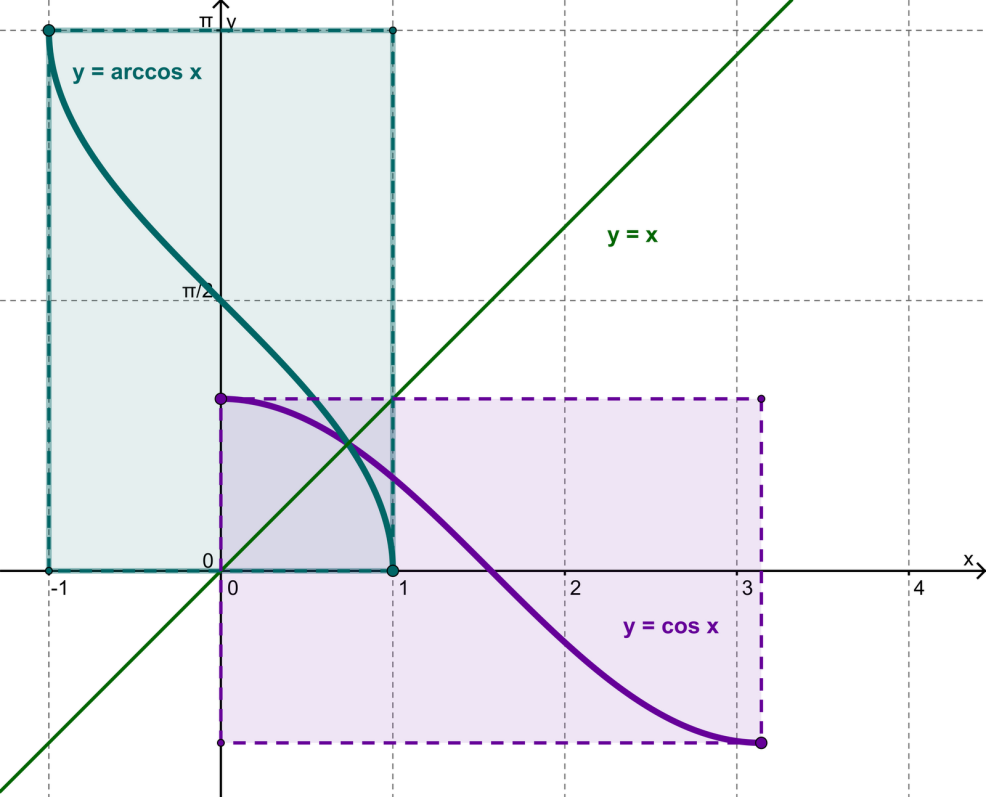 π
y
y = arccos x
y = x
π/2
0
x
-1
0
1
2
3
4
y = cos x